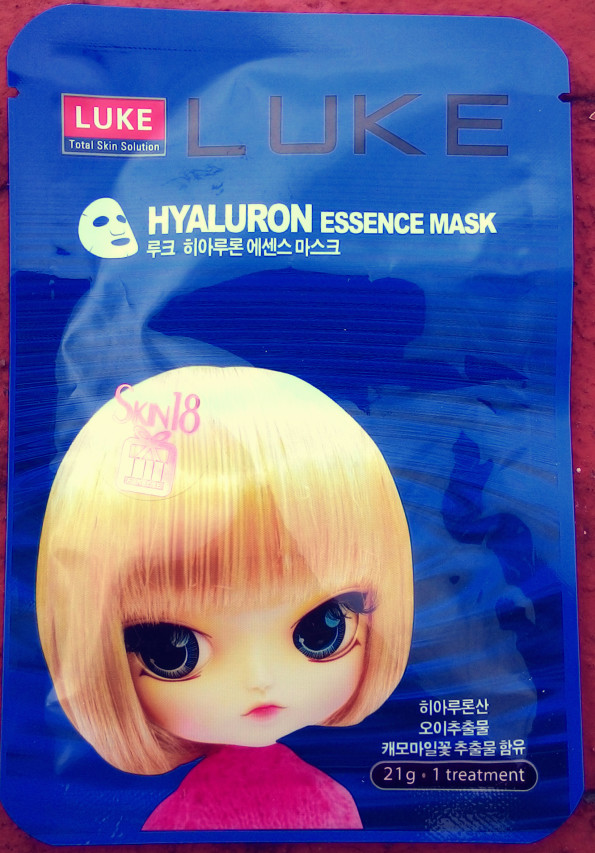 LUKE
Total Skin Solution
LUKE
HYALURON ESSENCE MASK
루크 히아루론 에센스 마스크
SKIN18
히아루론산
오이추출물
캐모마일꽃 추출물 함유
21g · 1 treatment